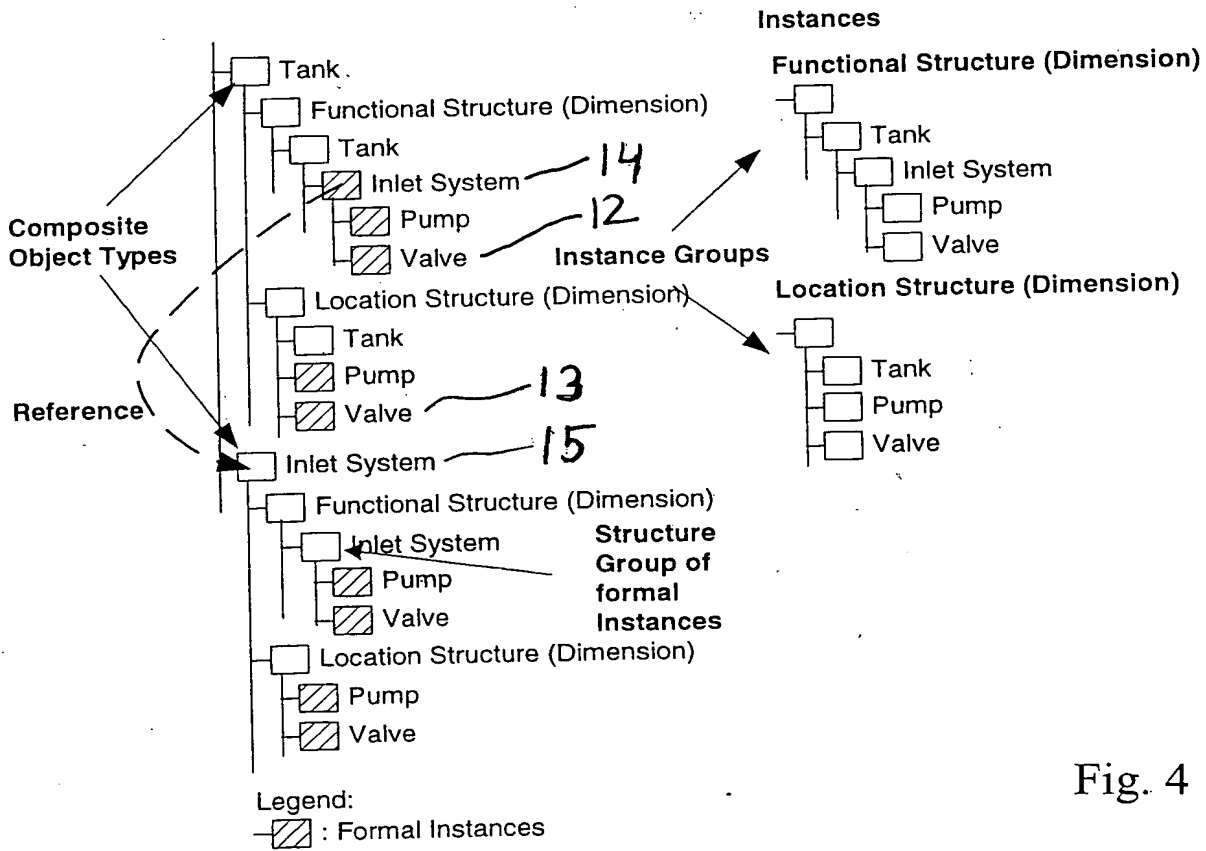 Instances
Functional Structure (Dimension)
Tank
Inlet System
Pump
Valve
Location Structure (Dimension)
Tank
Pump
Valve
Tank
Functional Structure (Dimension)
Tank
Inlet System 14
Pump
Valve 12
Composite
Object Types
Instance Groups
Location Structure (Dimension)
Tank
Pump
Valve 13
Reference
Inlet System 15
Functional Structure (Dimension)
Inlet System
Pump
Valve
Structure
Group of
formal
Instances
Location Structure (Dimension)
Pump
Valve
Legend:
: Formal Instances
Fig. 4